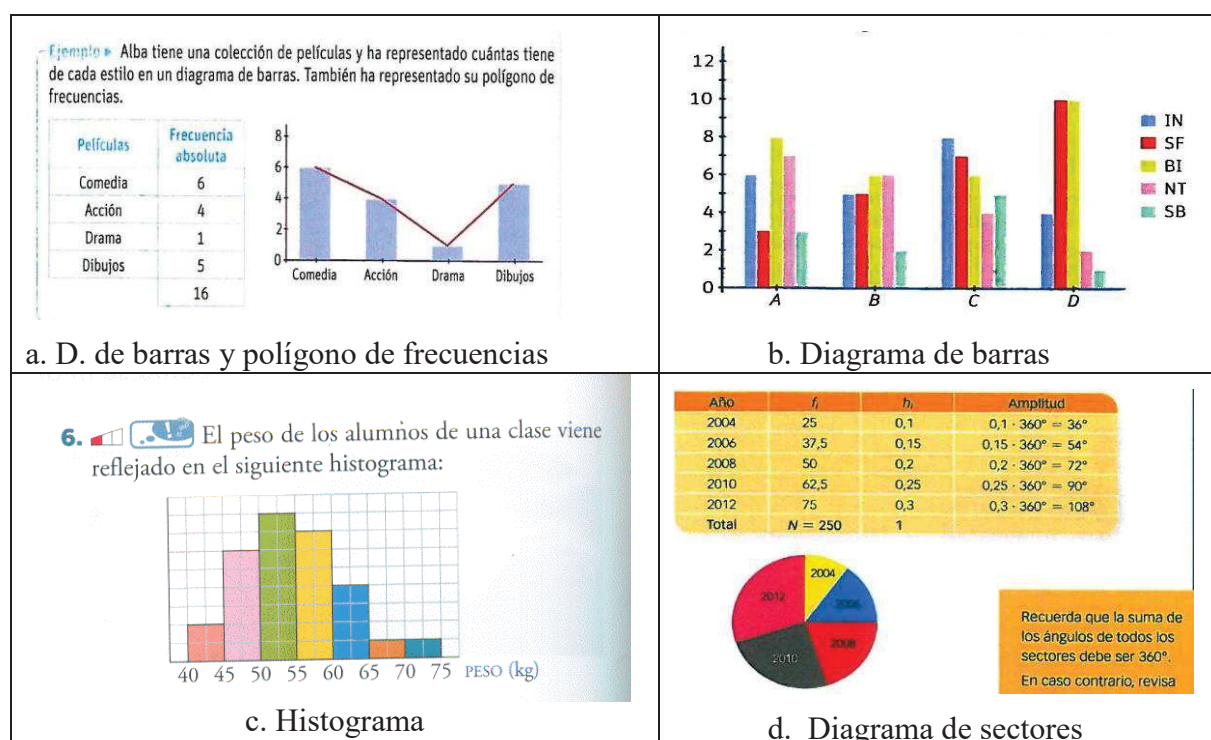 Ejemplo ▸ Alba tiene una colección de películas y ha representado cuántas tiene
de cada estilo en un diagrama de barras. También ha representado su polígono de
frecuencias.
Películas Frecuencia absoluta
Comedia 6
Acción 4
Drama 1
Dibujos 5
16
8
6
4
2
0
Comedia Acción Drama Dibujos
a. D. de barras y polígono de frecuencias
12
10
8
6
4
2
0
A B C D
IN
SF
BI
NT
SB
b. Diagrama de barras
6. El peso de los alumnos de una clase viene
reflejado en el siguiente histograma:
40 45 50 55 60 65 70 75 PESO (kg)
c. Histograma
Año fᵢ hᵢ Amplitud
2004 25 0,1 0,1 · 360° = 36°
2006 37,5 0,15 0,15 · 360° = 54°
2008 50 0,2 0,2 · 360° = 72°
2010 62,5 0,25 0,25 · 360° = 90°
2012 75 0,3 0,3 · 360° = 108°
Total N = 250 1
2004
2012
2006
2008
2010
Recuerda que la suma de
los ángulos de todos los
sectores debe ser 360°.
En caso contrario, revisa
d. Diagrama de sectores